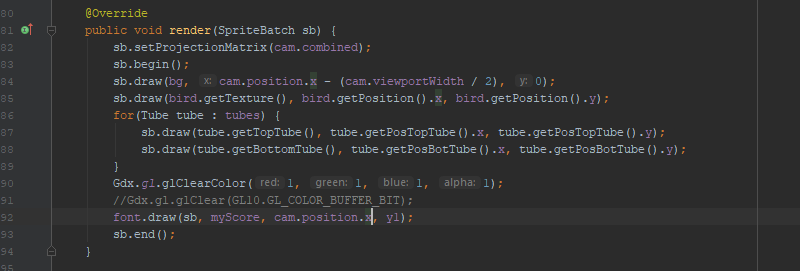 80 @Override
81 public void render(SpriteBatch sb) {
82 sb.setProjectionMatrix(cam.combined);
83 sb.begin();
84 sb.draw(bg, x: cam.position.x - (cam.viewportWidth / 2), y: 0);
85 sb.draw(bird.getTexture(), bird.getPosition().x, bird.getPosition().y);
86 for(Tube tube : tubes) {
87 sb.draw(tube.getTopTube(), tube.getPosTopTube().x, tube.getPosTopTube().y);
88 sb.draw(tube.getBottomTube(), tube.getPosBotTube().x, tube.getPosBotTube().y);
89 }
90 Gdx.gl.glClearColor( red: 1, green: 1, blue: 1, alpha: 1);
91 //Gdx.gl.glClear(GL10.GL_COLOR_BUFFER_BIT);
92 font.draw(sb, myScore, cam.position.x, y1);
93 sb.end();
94 }
95